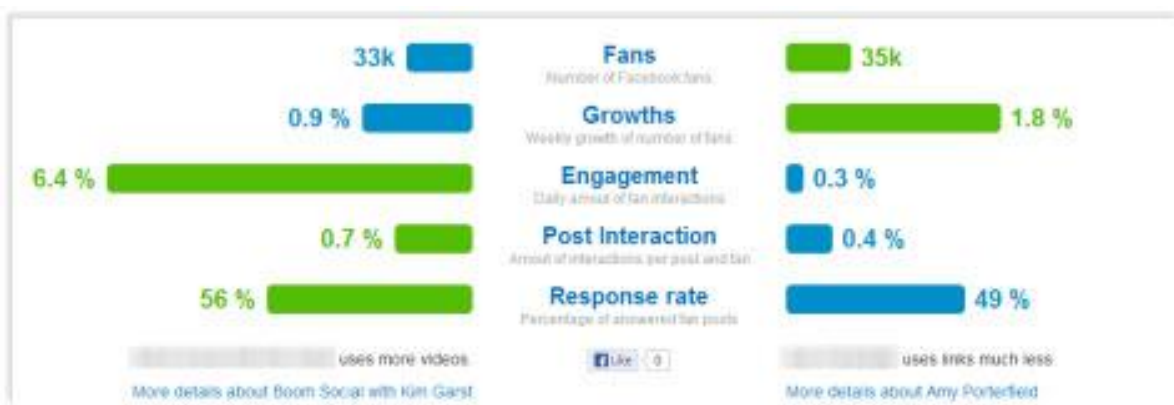 33k Fans 35k
Number of Facebook fans
0.9 % Growths 1.8 %
Weekly growth of number of fans
6.4 % Engagement 0.3 %
Daily amout of fan interactions
0.7 % Post Interaction 0.4 %
Amout of interactions per post and fan
56 % Response rate 49 %
Percentage of answered fan posts
uses more videos Like 0 uses links much less
More details about Boom Social with Kim Garst More details about Amy Porterfield